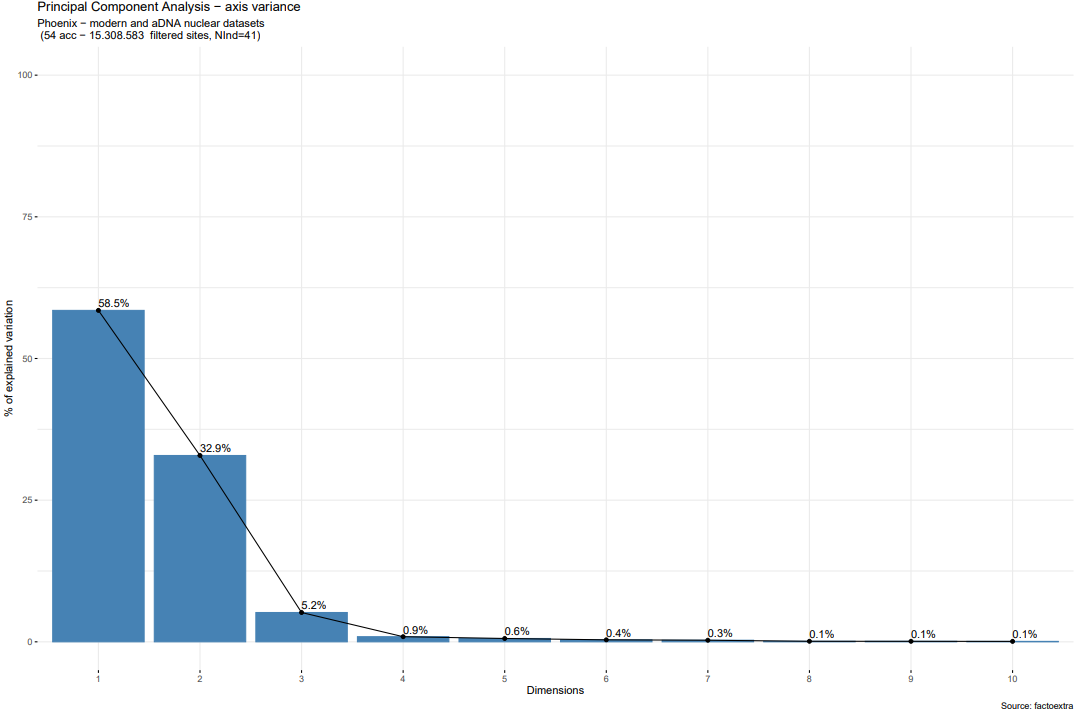 Principal Component Analysis − axis variance
Phoenix − modern and aDNA nuclear datasets
(54 acc − 15.308.583  filtered sites, NInd=41)
% of explained variation
100
75
50
25
0
58.5%
32.9%
5.2%
0.9%
0.6%
0.4%
0.3%
0.1%
0.1%
0.1%
1 2 3 4 5 6 7 8 9 10
Dimensions
Source: factoextra